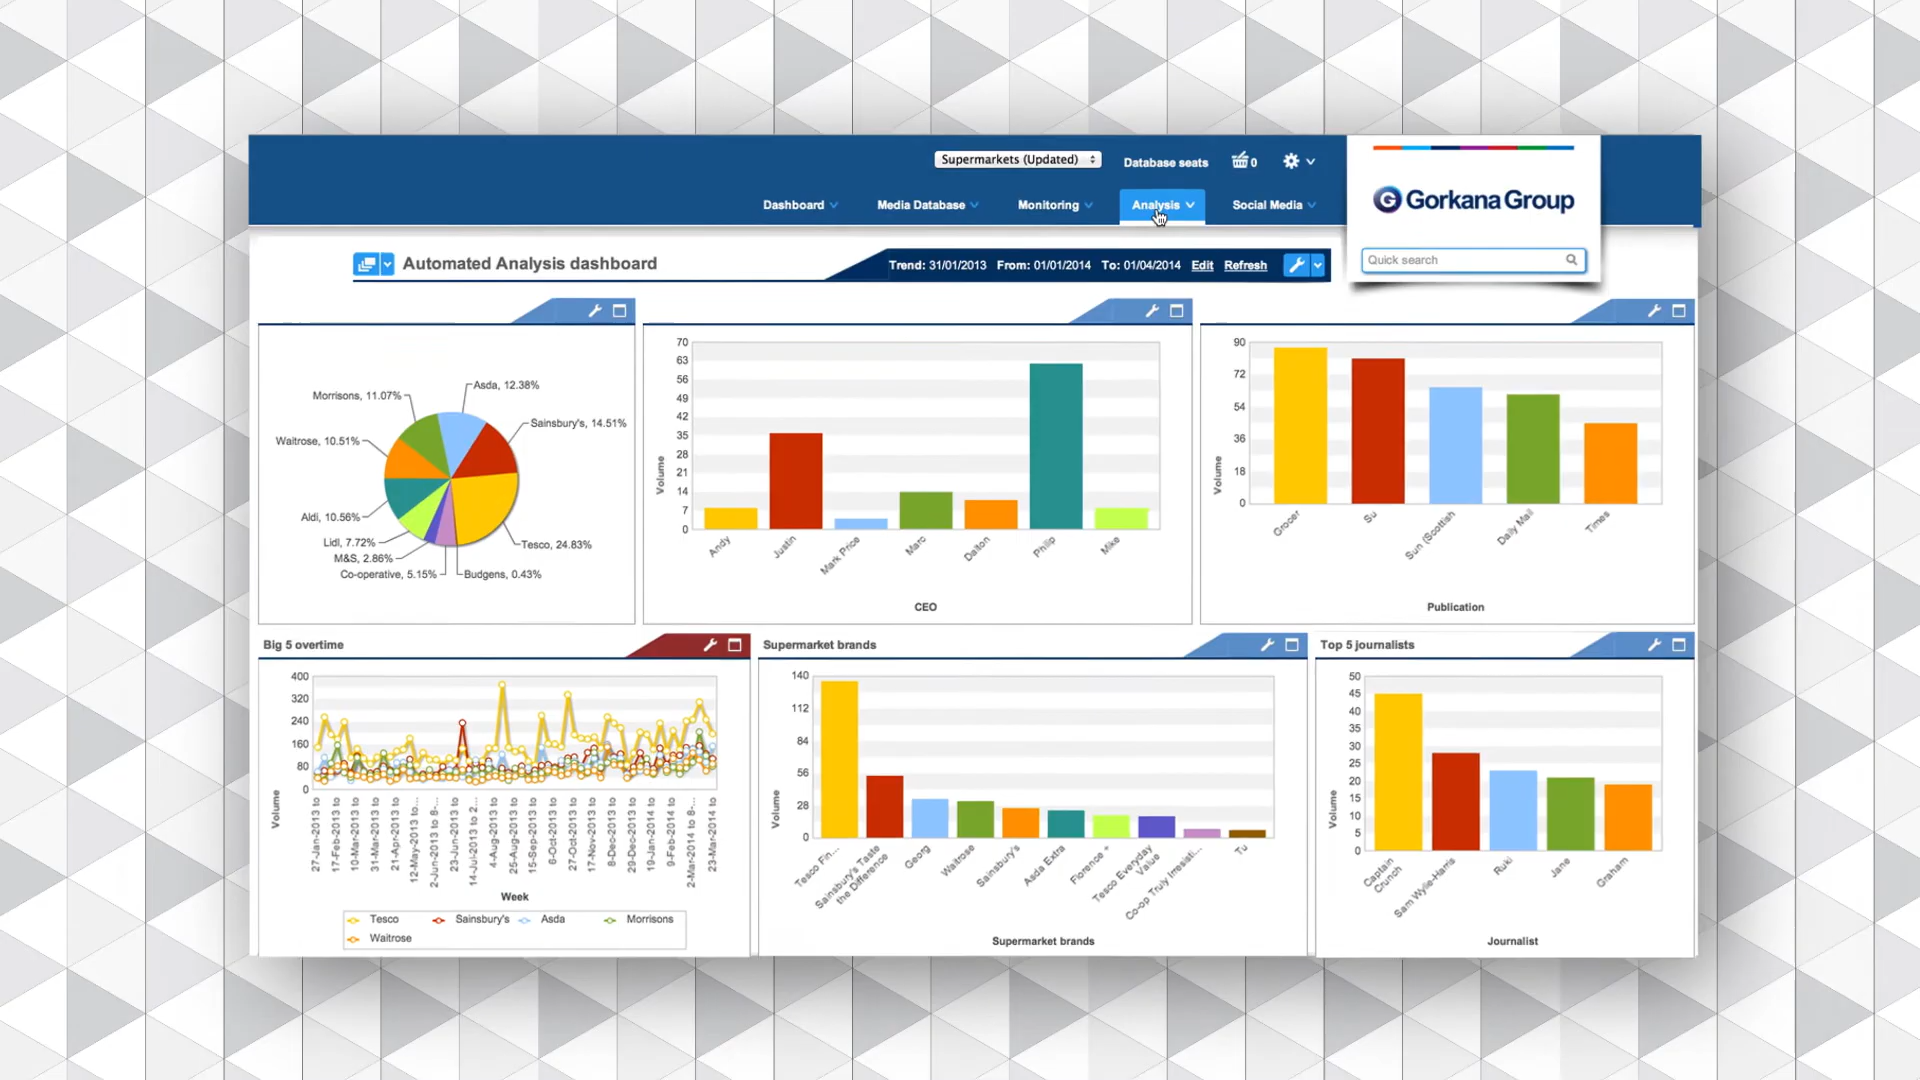 Supermarkets (Updated)
Database seats
0
Dashboard
Media Database
Monitoring
Analysis
Social Media
G Gorkana Group
Quick search
Automated Analysis dashboard
Trend: 31/01/2013 From: 01/01/2014 To: 01/04/2014 Edit Refresh
Asda, 12.38%
Morrisons, 11.07%
Sainsbury's, 14.51%
Waitrose, 10.51%
Aldi, 10.56%
Lidl, 7.72%
Tesco, 24.83%
M&S, 2.86%
Co-operative, 5.15%
Budgens, 0.43%
70
63
56
49
42
35
28
21
14
7
0
Volume
Andy
Justin
Mark Price
Marc
Dalton
Philip
Mike
CEO
90
72
54
36
18
0
Volume
Grocer
Su
Sun (Scottish
Daily Mail
Times
Publication
Big 5 overtime
400
320
240
160
80
0
Volume
27-Jan-2013 to
17-Feb-2013 to
10-Mar-2013 to
31-Mar-2013 to
21-Apr-2013 to
12-May-2013 to...
2-Jun-2013 to 8-...
23-Jun-2013 to
14-Jul-2013 to 2...
4-Aug-2013 to
25-Aug-2013 to
15-Sep-2013 to
6-Oct-2013 to
27-Oct-2013 to
17-Nov-2013 to
8-Dec-2013 to
29-Dec-2013 to
19-Jan-2014 to
9-Feb-2014 to
2-Mar-2014 to 8-...
23-Mar-2014 to
Week
Tesco
Sainsbury's
Asda
Morrisons
Waitrose
Supermarket brands
140
112
84
56
28
0
Volume
Tesco Fin...
Sainsbury's Taste
the Difference
Georg
Waitrose
Sainsbury's
Asda Extra
Florence +
Tesco Everyday
Value
Co-op Truly Irresisti...
Tu
Supermarket brands
Top 5 journalists
50
45
40
35
30
25
20
15
10
5
0
Volume
Captain
Crunch
Sam Wylie-Harris
Ruki
Jane
Graham
Journalist